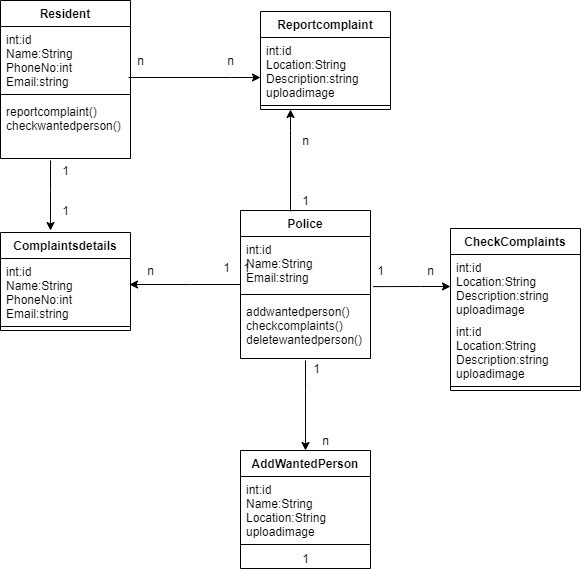 Resident
int:id
Name:String
PhoneNo:int
Email:string
reportcomplaint()
checkwantedperson()
n
n
Reportcomplaint
int:id
Location:String
Description:string
uploadimage
1
1
n
1
Complaintsdetails
int:id
Name:String
PhoneNo:int
Email:string
n
1
1
Police
int:id
Name:String
Email:string
addwantedperson()
checkcomplaints()
deletewantedperson()
1
n
CheckComplaints
int:id
Location:String
Description:string
uploadimage
int:id
Location:String
Description:string
uploadimage
1
n
AddWantedPerson
int:id
Name:String
Location:String
uploadimage
1